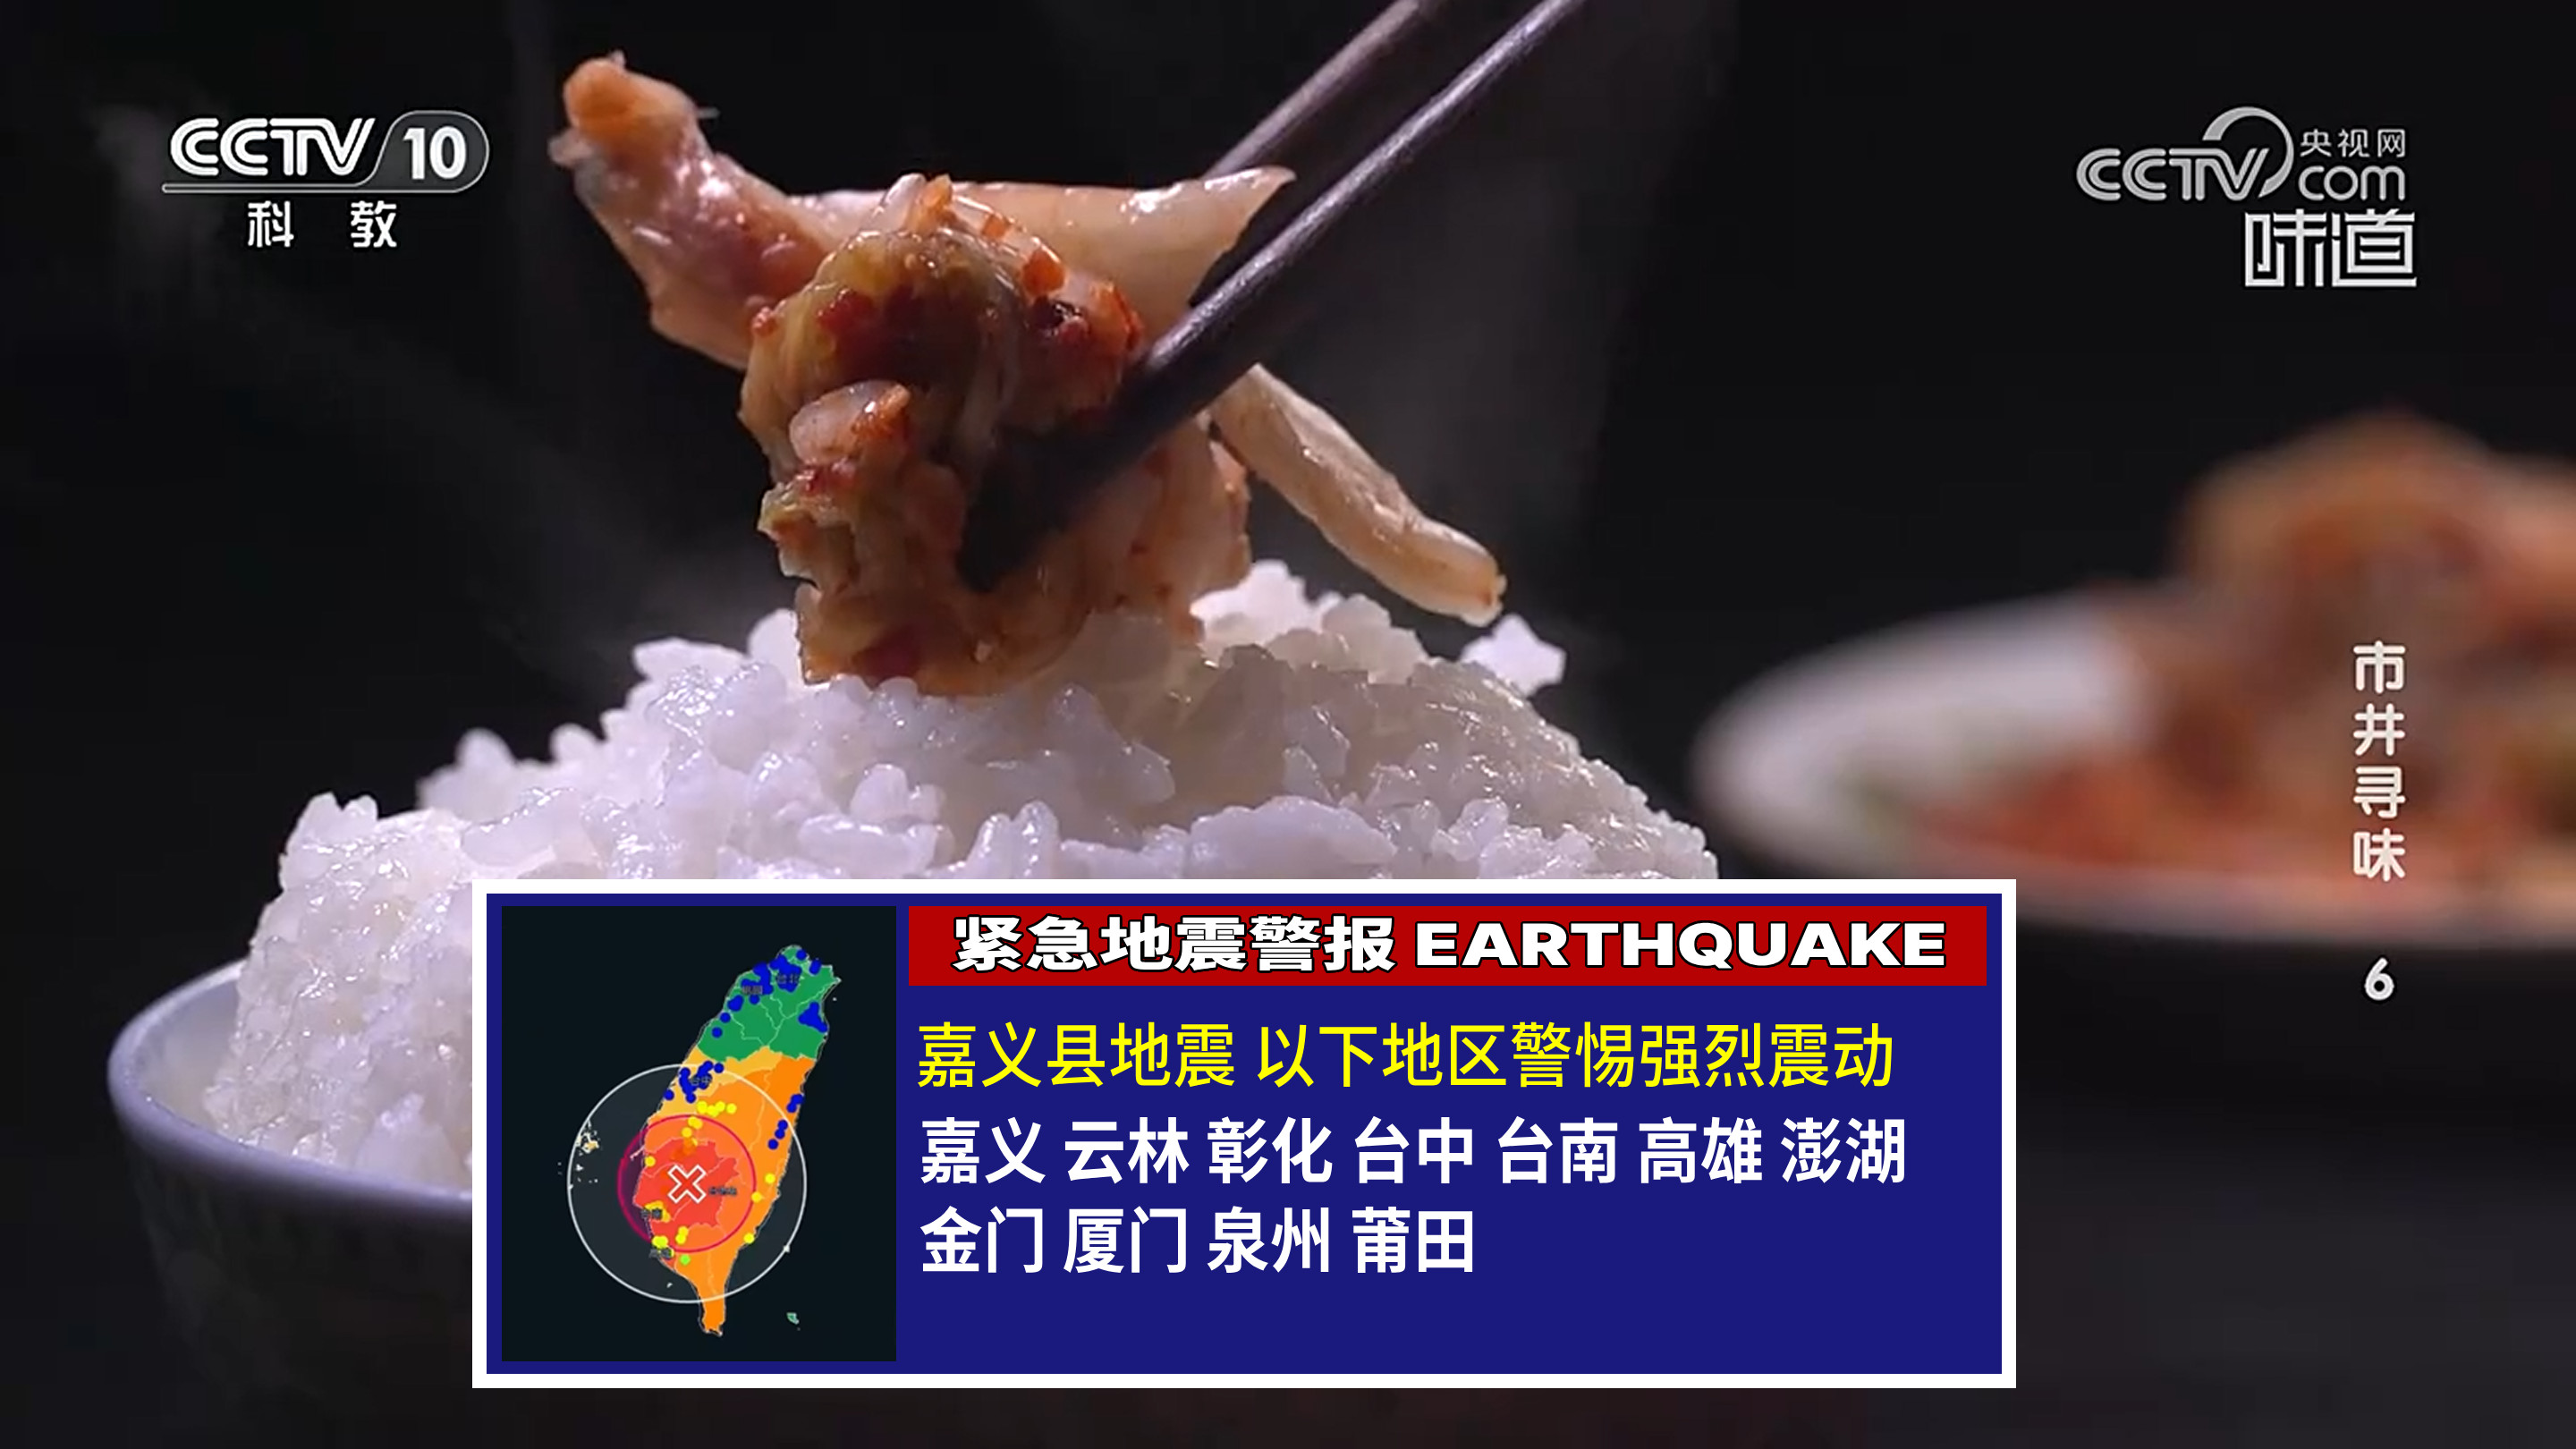 CCTV 10
科 教
CCTV 央视网
com
味道
市井寻味 6
紧急地震警报 EARTHQUAKE
嘉义县地震 以下地区警惕强烈震动
嘉义 云林 彰化 台中 台南 高雄 澎湖
金门 厦门 泉州 莆田